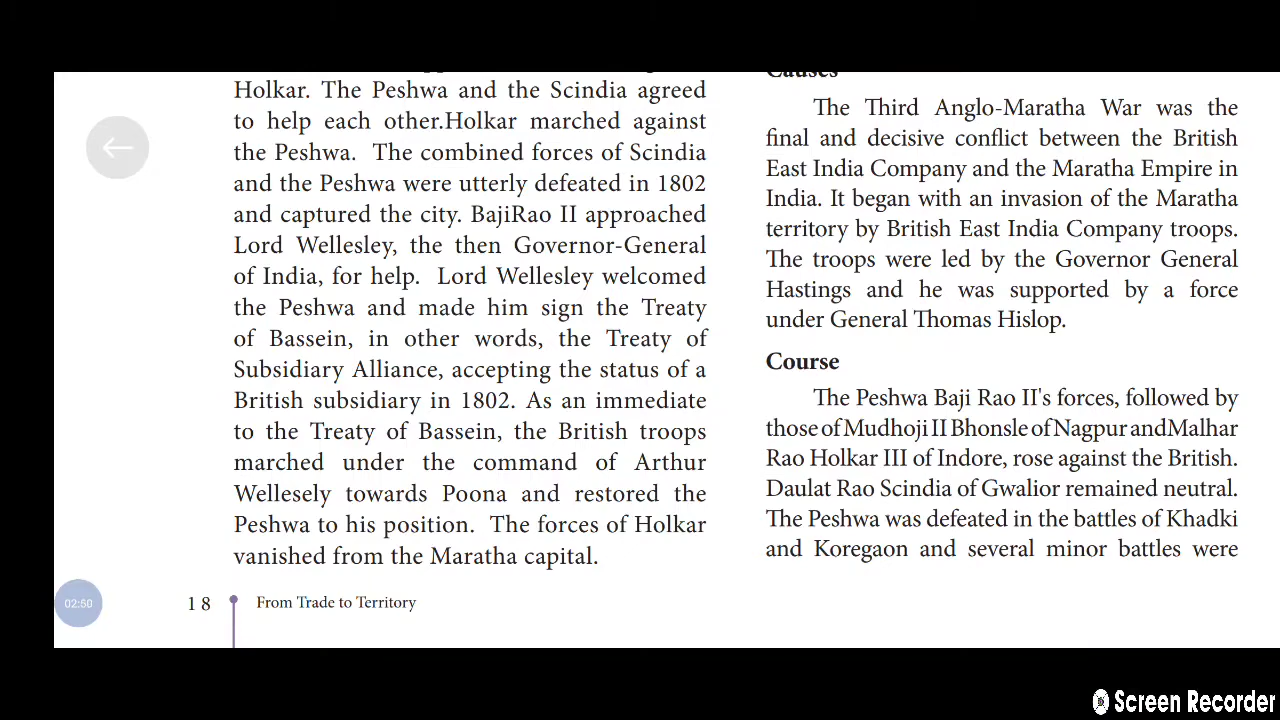 Holkar. The Peshwa and the Scindia agreed
to help each other.Holkar marched against
the Peshwa. The combined forces of Scindia
and the Peshwa were utterly defeated in 1802
and captured the city. BajiRao II approached
Lord Wellesley, the then Governor-General
of India, for help. Lord Wellesley welcomed
the Peshwa and made him sign the Treaty
of Bassein, in other words, the Treaty of
Subsidiary Alliance, accepting the status of a
British subsidiary in 1802. As an immediate
to the Treaty of Bassein, the British troops
marched under the command of Arthur
Wellesely towards Poona and restored the
Peshwa to his position. The forces of Holkar
vanished from the Maratha capital.
Causes
The Third Anglo-Maratha War was the
final and decisive conflict between the British
East India Company and the Maratha Empire in
India. It began with an invasion of the Maratha
territory by British East India Company troops.
The troops were led by the Governor General
Hastings and he was supported by a force
under General Thomas Hislop.
Course
The Peshwa Baji Rao II's forces, followed by
those of Mudhoji II Bhonsle of Nagpur and Malhar
Rao Holkar III of Indore, rose against the British.
Daulat Rao Scindia of Gwalior remained neutral.
The Peshwa was defeated in the battles of Khadki
and Koregaon and several minor battles were
02:50
18
From Trade to Territory
Screen Recorder